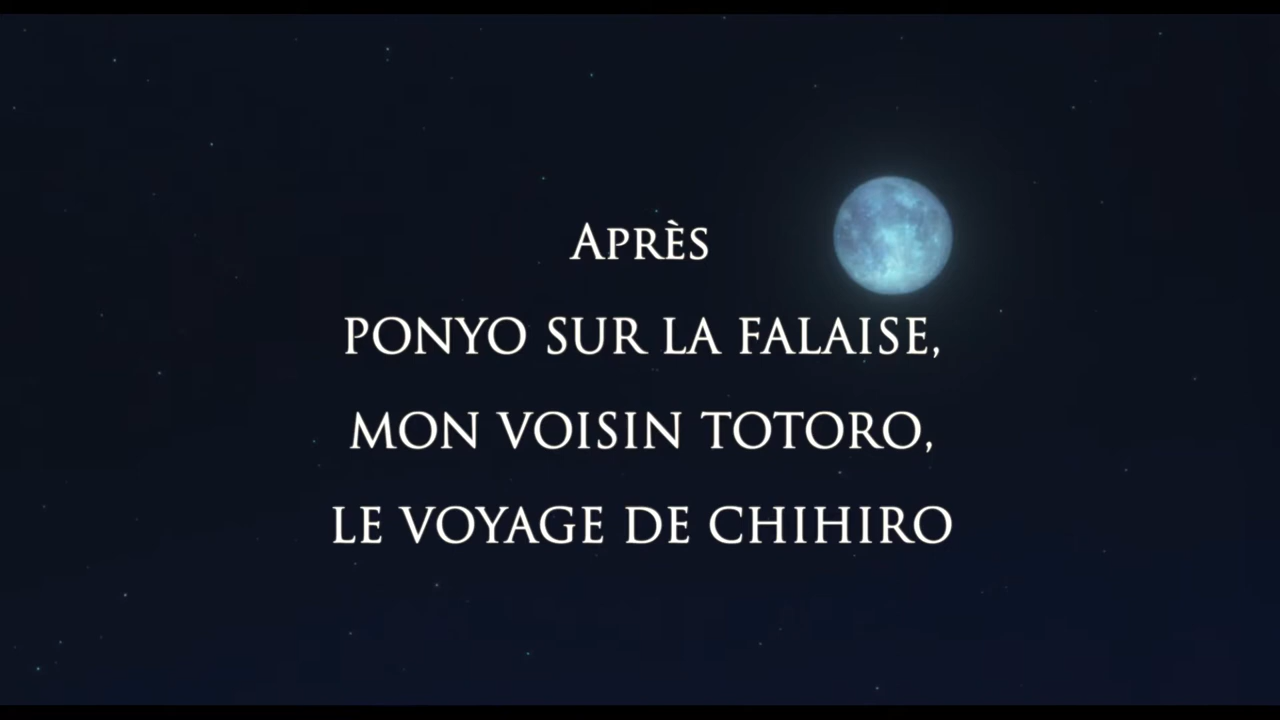 Après
PONYO SUR LA FALAISE,
MON VOISIN TOTORO,
LE VOYAGE DE CHIHIRO